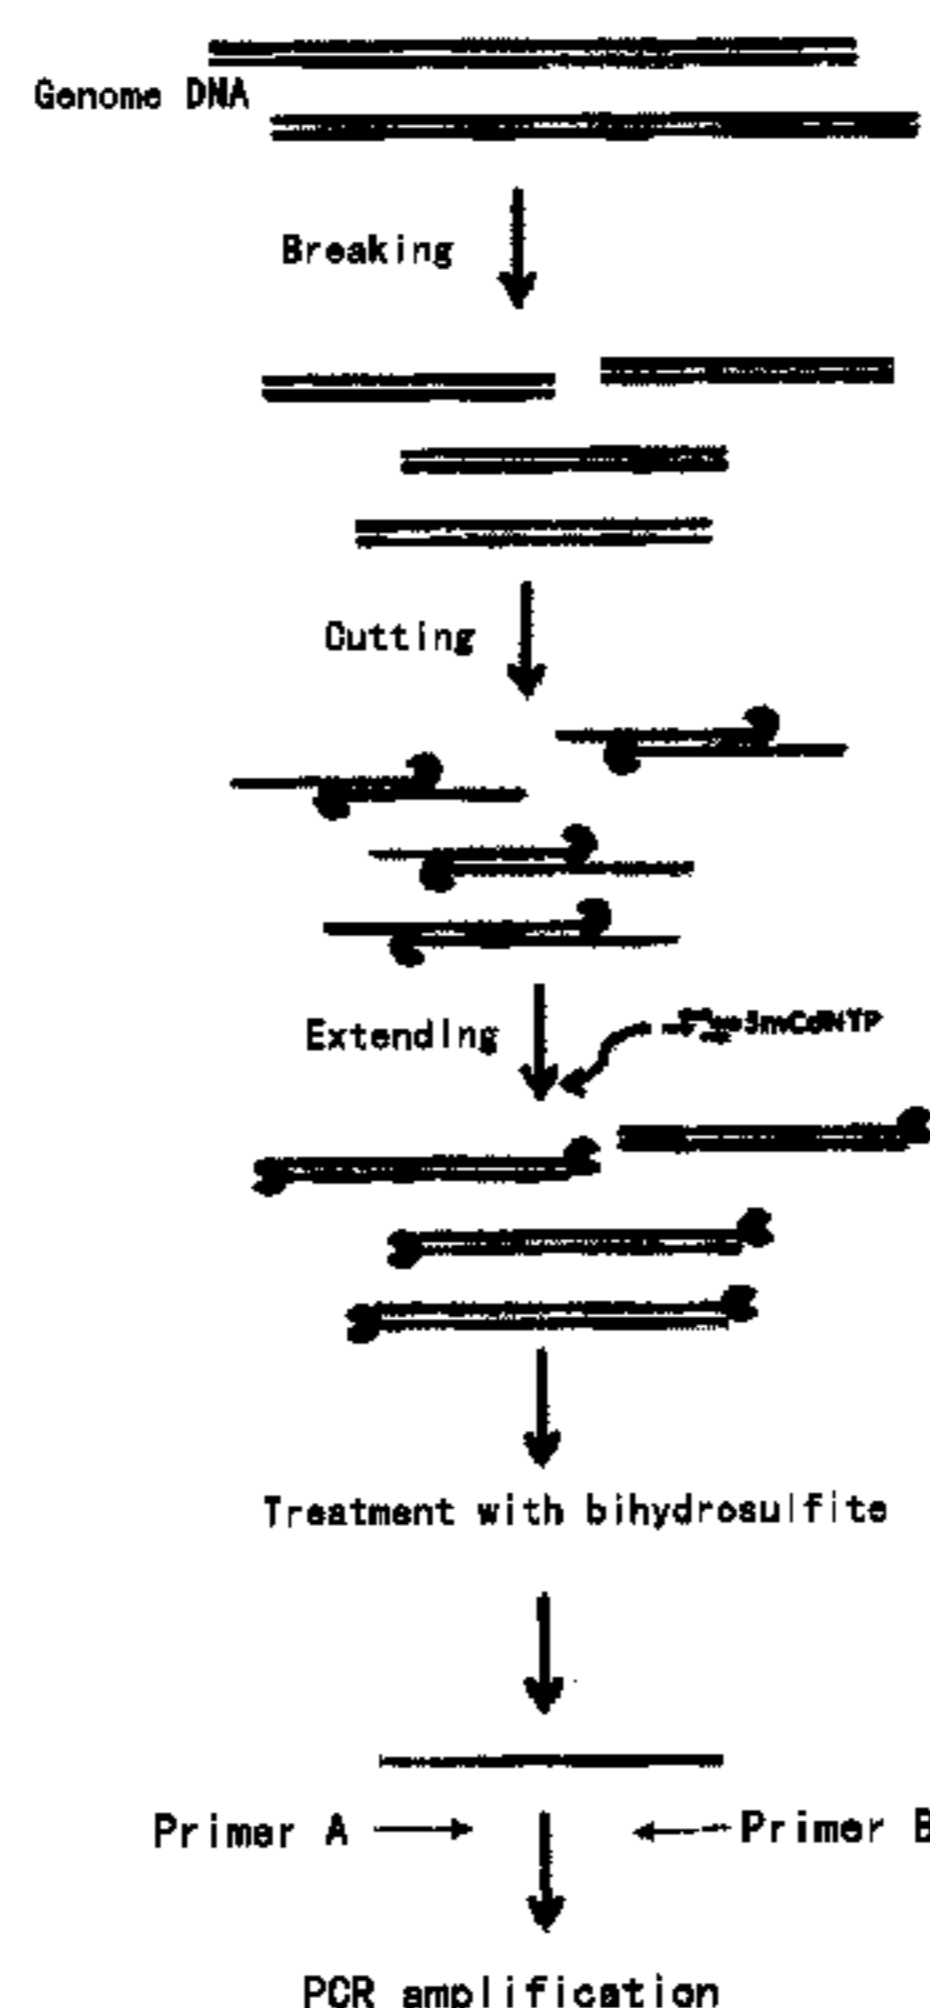 Genome DNA
Breaking
Cutting
Extending
Treatment with bihydrosulfite
Primer A
Primer B
PCR amplification